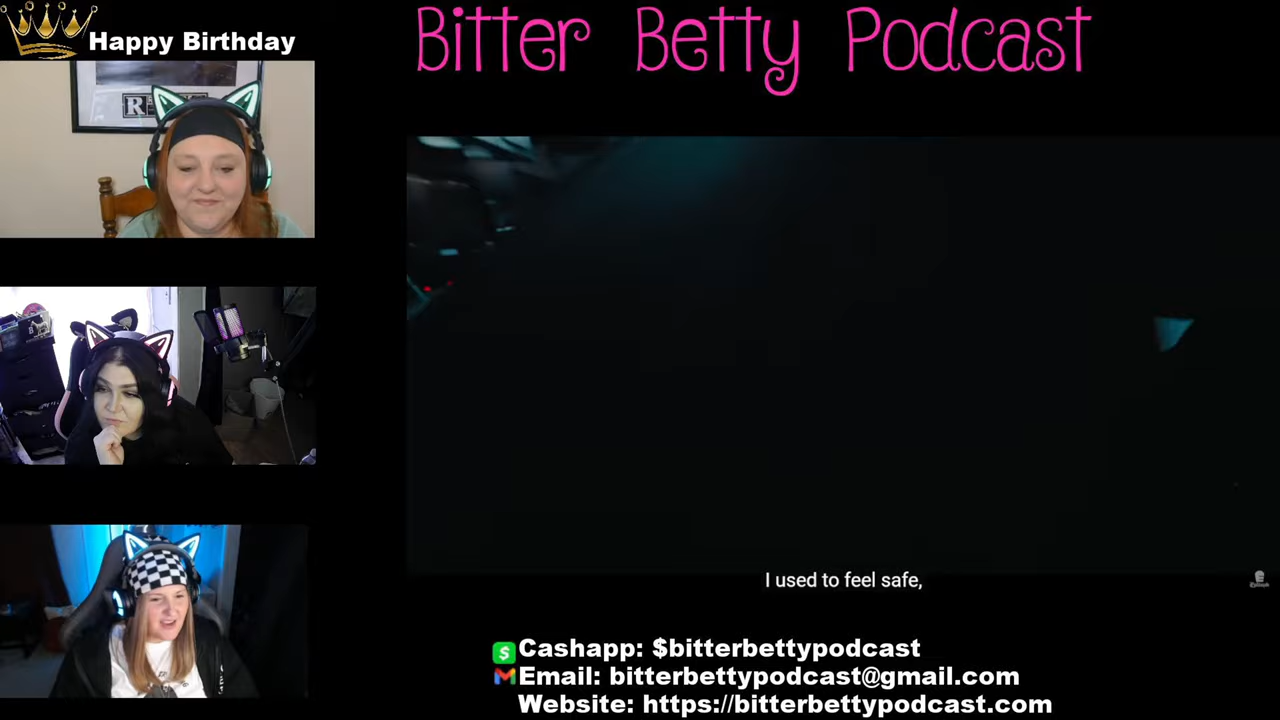 Happy Birthday
Bitter Betty Podcast
R
I used to feel safe,
Cashapp: $bitterbettypodcast
Email: bitterbettypodcast@gmail.com
Website: https://bitterbettypodcast.com